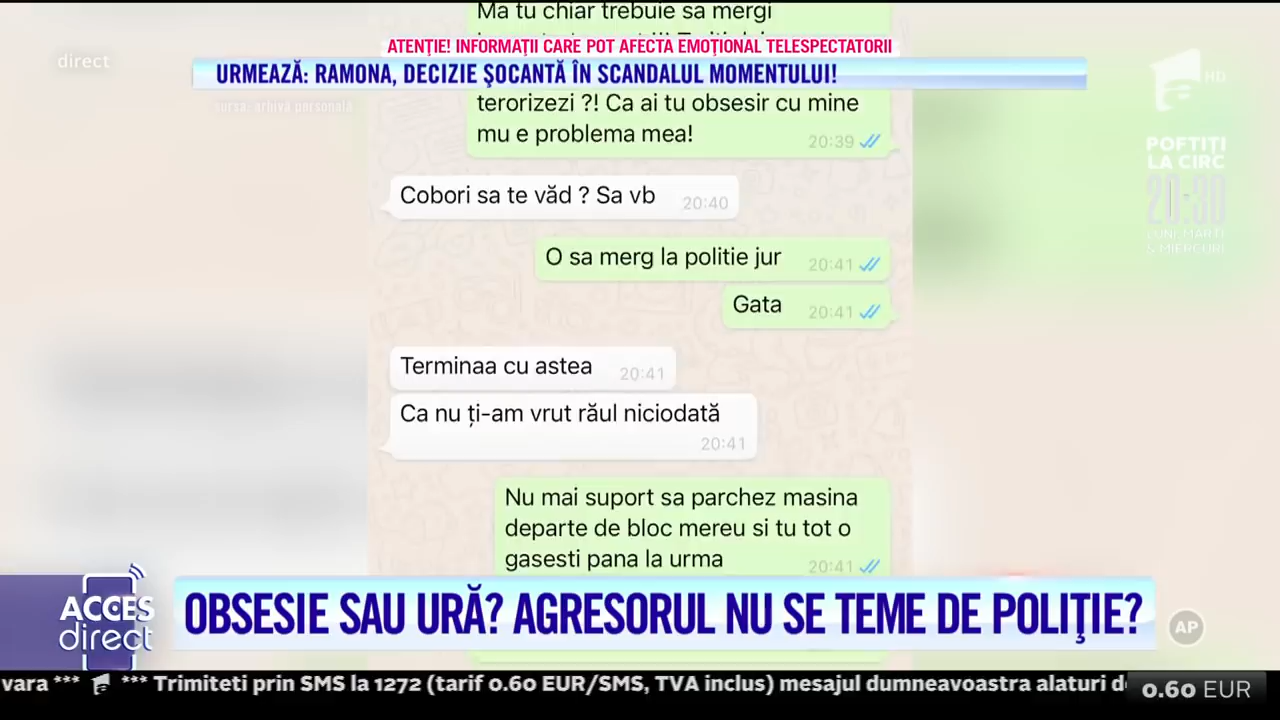 Ma tu chiar trebuie sa mergi
ATENȚIE! INFORMAȚII CARE POT AFECTA EMOȚIONAL TELESPECTATORII
direct
URMEAZĂ: RAMONA, DECIZIE ŞOCANTĂ ÎN SCANDALUL MOMENTULUI!
HD
sursa: arhiva personală
terorizezi ?! Ca ai tu obsesir cu mine
mu e problema mea!
20:39
POFTIȚI
LA CIRC
20:30
LUNI, MARȚI
& MIERCURI
Cobori sa te văd ? Sa vb
20:40
O sa merg la politie jur
20:41
Gata
20:41
Terminaa cu astea
20:41
Ca nu ți-am vrut răul niciodată
20:41
Nu mai suport sa parchez masina
departe de bloc mereu si tu tot o
gasesti pana la urma
20:41
ACCES
direct
OBSESIE SAU URĂ? AGRESORUL NU SE TEME DE POLIŢIE?
AP
vara *** *** Trimiteti prin SMS la 1272 (tarif 0.60 EUR/SMS, TVA inclus) mesajul dumneavoastra alaturi
0.60 EUR